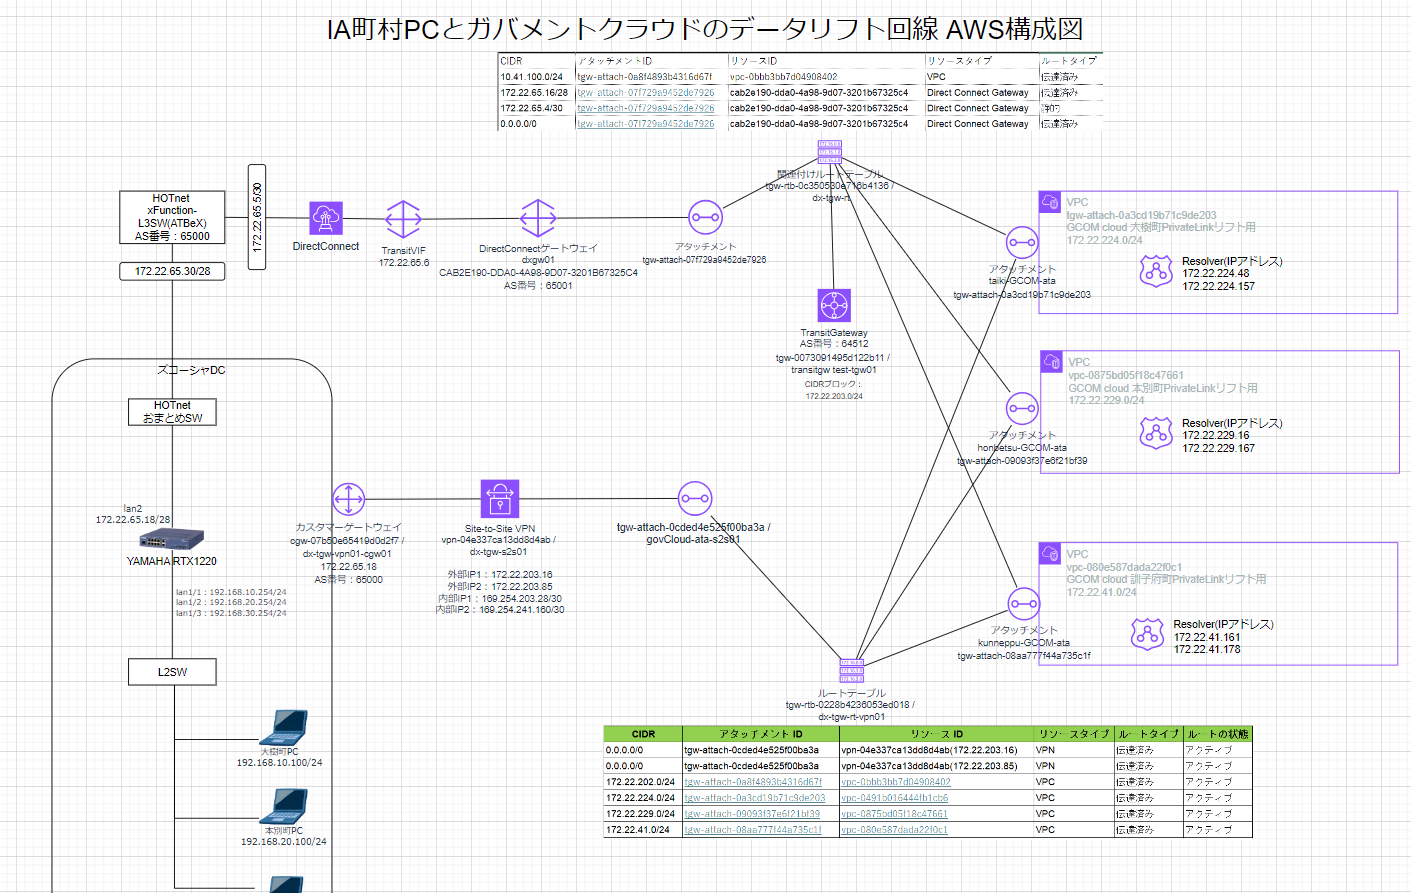 IA町村PCとガバメントクラウドのデータリフト回線 AWS構成図
CIDR アタッチメントID リソースID リソースタイプ ルートタイプ
10.41.100.0/24 tgw-attach-0a8f4893b4316d67f vpc-0bbb3bb7d04908402 VPC 伝達済み
172.22.65.16/28 tgw-attach-07f729a9452de7926 cab2e190-dda0-4a98-9d07-3201b67325c4 Direct Connect Gateway 伝達済み
172.22.65.4/30 tgw-attach-07f729a9452de7926 cab2e190-dda0-4a98-9d07-3201b67325c4 Direct Connect Gateway 静的
0.0.0.0/0 tgw-attach-07f729a9452de7926 cab2e190-dda0-4a98-9d07-3201b67325c4 Direct Connect Gateway 伝達済み
関連付けルートテーブル
tgw-rtb-0c350530e716b4136 /
dx-tgw-rt
HOTnet
xFunction-
L3SW(ATBeX)
AS番号：65000
172.22.65.5/30
172.22.65.30/28
DirectConnect
TransitVIF
172.22.65.6
DirectConnectゲートウェイ
dxgw01
CAB2E190-DDA0-4A98-9D07-3201B67325C4
AS番号：65001
アタッチメント
tgw-attach-07f729a9452de7926
TransitGateway
AS番号：64512
tgw-0073091495d122b11 /
transitgw test-tgw01
CIDRブロック：
172.22.203.0/24
アタッチメント
taiki-GCOM-ata
tgw-attach-0a3cd19b71c9de203
VPC
tgw-attach-0a3cd19b71c9de203
GCOM cloud 大樹町PrivateLinkリフト用
172.22.224.0/24
Resolver(IPアドレス)
172.22.224.48
172.22.224.157
アタッチメント
honbetsu-GCOM-ata
tgw-attach-09093f37e6f21bf39
VPC
vpc-0875bd05f18c47661
GCOM cloud 本別町PrivateLinkリフト用
172.22.229.0/24
Resolver(IPアドレス)
172.22.229.16
172.22.229.167
アタッチメント
kunneppu-GCOM-ata
tgw-attach-08aa777f44a735c1f
VPC
vpc-080e587dada22f0c1
GCOM cloud 訓子府町PrivateLinkリフト用
172.22.41.0/24
Resolver(IPアドレス)
172.22.41.161
172.22.41.178
ズコーシャDC
HOTnet
おまとめSW
lan2
172.22.65.18/28
YAMAHA RTX1220
lan1/1：192.168.10.254/24
lan1/2：192.168.20.254/24
lan1/3：192.168.30.254/24
L2SW
大樹町PC
192.168.10.100/24
本別町PC
192.168.20.100/24
カスタマーゲートウェイ
cgw-07b50e65419d0d2f7 /
dx-tgw-vpn01-cgw01
172.22.65.18
AS番号：65000
Site-to-Site VPN
vpn-04e337ca13dd8d4ab /
dx-tgw-s2s01
外部IP1：172.22.203.16
外部IP2：172.22.203.85
内部IP1：169.254.203.28/30
内部IP2：169.254.241.160/30
tgw-attach-0cded4e525f00ba3a /
govCloud-ata-s2s01
ルートテーブル
tgw-rtb-0228b4236053ed018 /
dx-tgw-rt-vpn01
CIDR アタッチメント ID リソース ID リソースタイプ ルートタイプ ルートの状態
0.0.0.0/0 tgw-attach-0cded4e525f00ba3a vpn-04e337ca13dd8d4ab(172.22.203.16) VPN 伝達済み アクティブ
0.0.0.0/0 tgw-attach-0cded4e525f00ba3a vpn-04e337ca13dd8d4ab(172.22.203.85) VPN 伝達済み アクティブ
172.22.202.0/24 tgw-attach-0a8f4893b4316d67f vpc-0bbb3bb7d04908402 VPC 伝達済み アクティブ
172.22.224.0/24 tgw-attach-0a3cd19b71c9de203 vpc-0491b016444fb1cb6 VPC 伝達済み アクティブ
172.22.229.0/24 tgw-attach-09093f37e6f21bf39 vpc-0875bd05f18c47661 VPC 伝達済み アクティブ
172.22.41.0/24 tgw-attach-08aa777f44a735c1f vpc-080e587dada22f0c1 VPC 伝達済み アクティブ